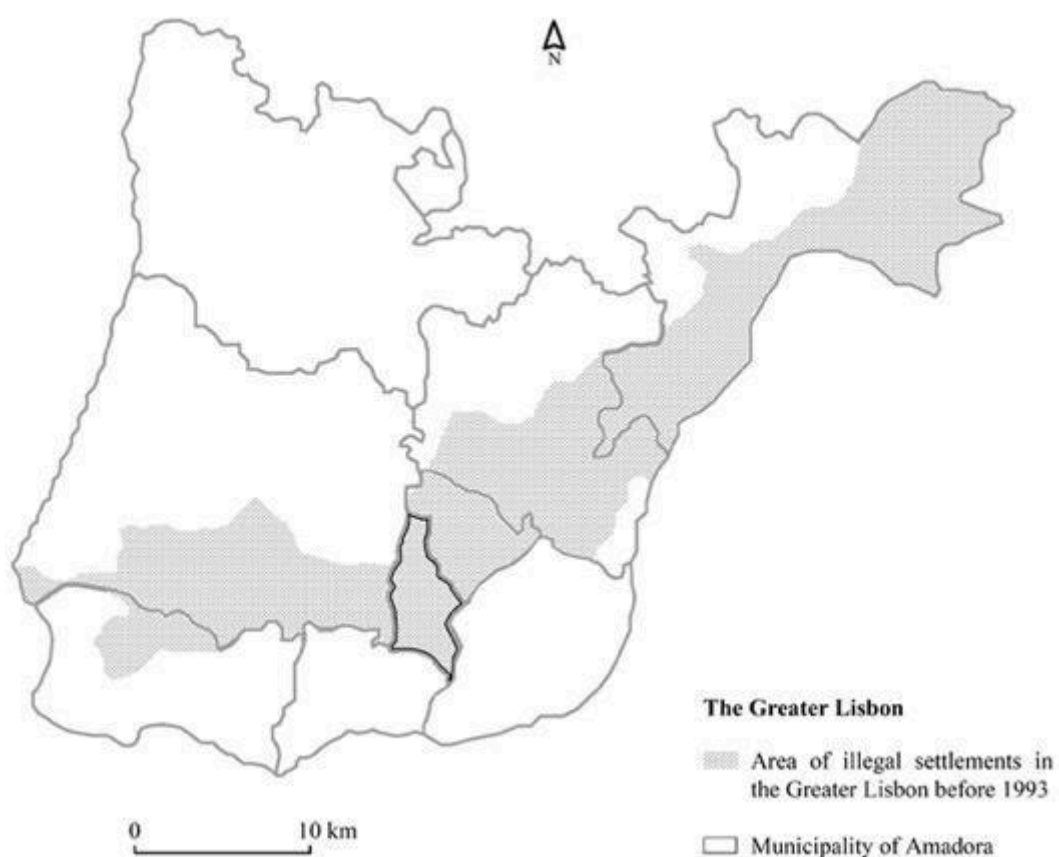 N
The Greater Lisbon
Area of illegal settlements in
the Greater Lisbon before 1993
0 10 km
Municipality of Amadora